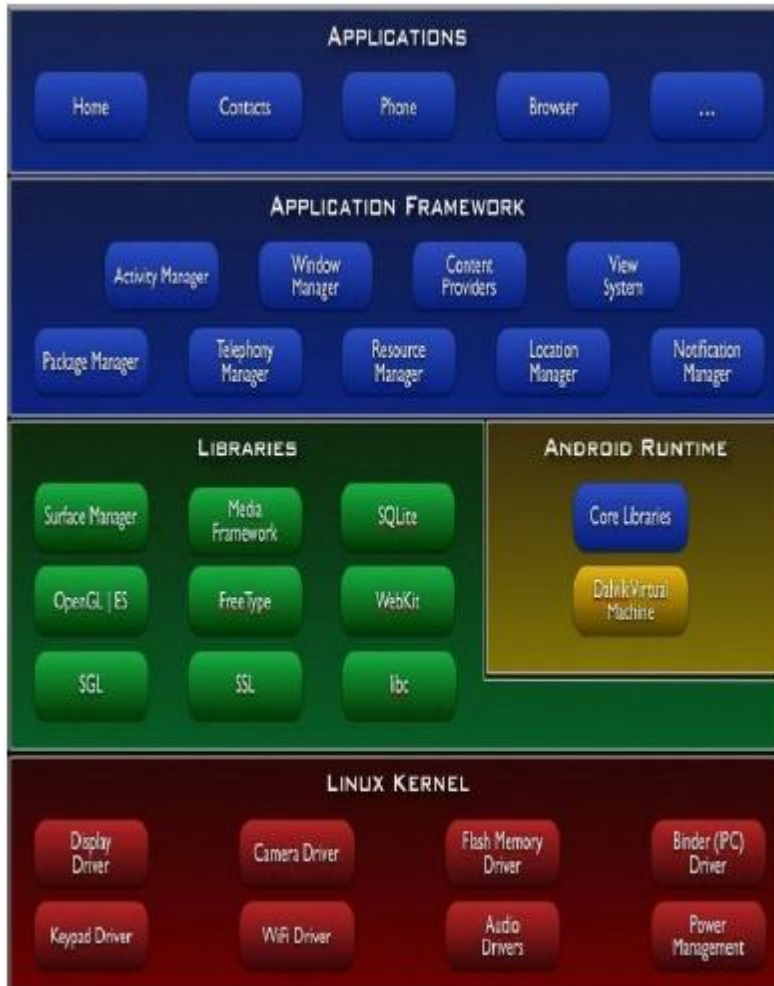 APPLICATIONS
Home
Contacts
Phone
Browser
...
APPLICATION FRAMEWORK
Activity Manager
Window
Manager
Content
Providers
View
System
Package Manager
Telephony
Manager
Resource
Manager
Location
Manager
Notification
Manager
LIBRARIES
Surface Manager
Media
Framework
SQLite
OpenGL | ES
FreeType
WebKit
SGL
SSL
libc
ANDROID RUNTIME
Core Libraries
Dalvik Virtual
Machine
LINUX KERNEL
Display
Driver
Camera Driver
Flash Memory
Driver
Binder (IPC)
Driver
Keypad Driver
WiFi Driver
Audio
Drivers
Power
Management